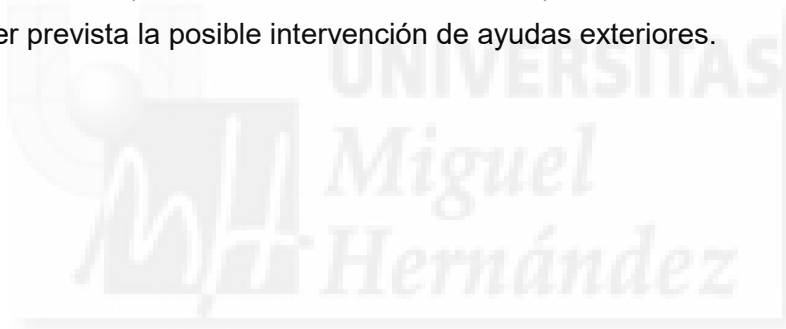 er prevista la posible intervención de ayudas exteriores.
UNIVERSITAS
Miguel
Hernández